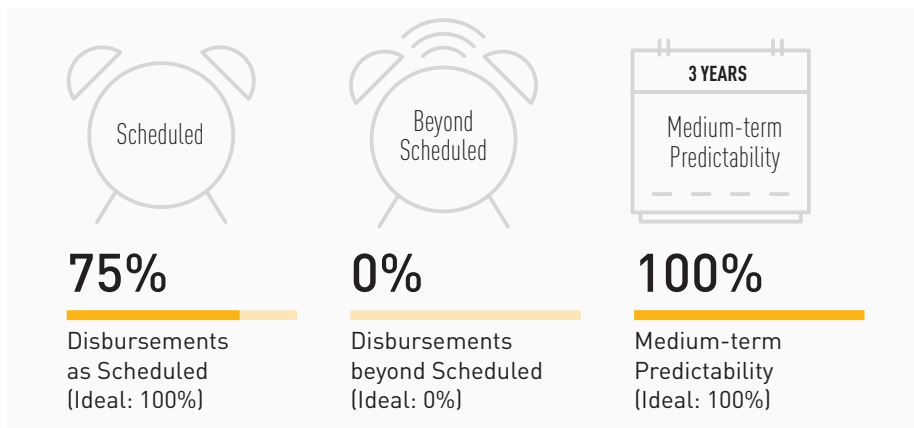 Scheduled
Beyond
Scheduled
3 YEARS
Medium-term
Predictability
75%
Disbursements
as Scheduled
(Ideal: 100%)
0%
Disbursements
beyond Scheduled
(Ideal: 0%)
100%
Medium-term
Predictability
(Ideal: 100%)